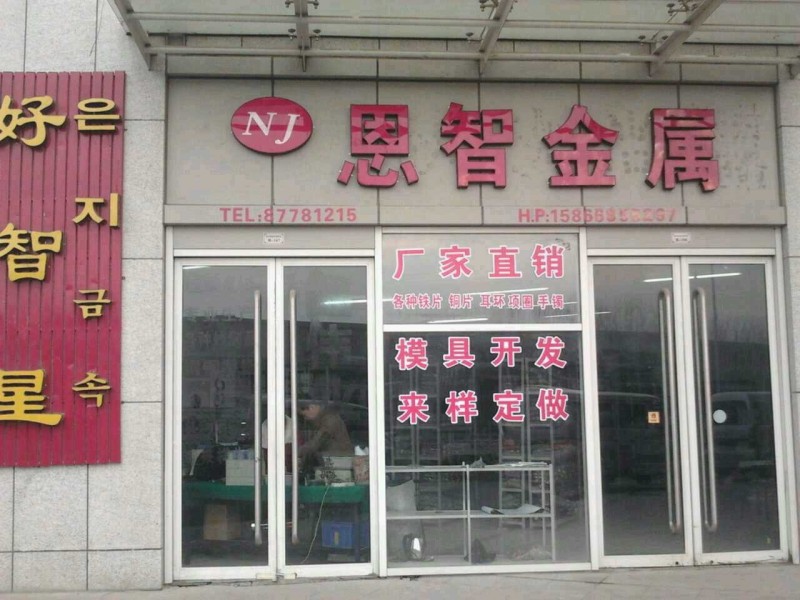 好智星
은지금속
NJ 恩智金属
TEL:87781215
H.P:
厂家直销
各种铁片 铜片 耳环 项圈 手镯
模具开发
来样定做